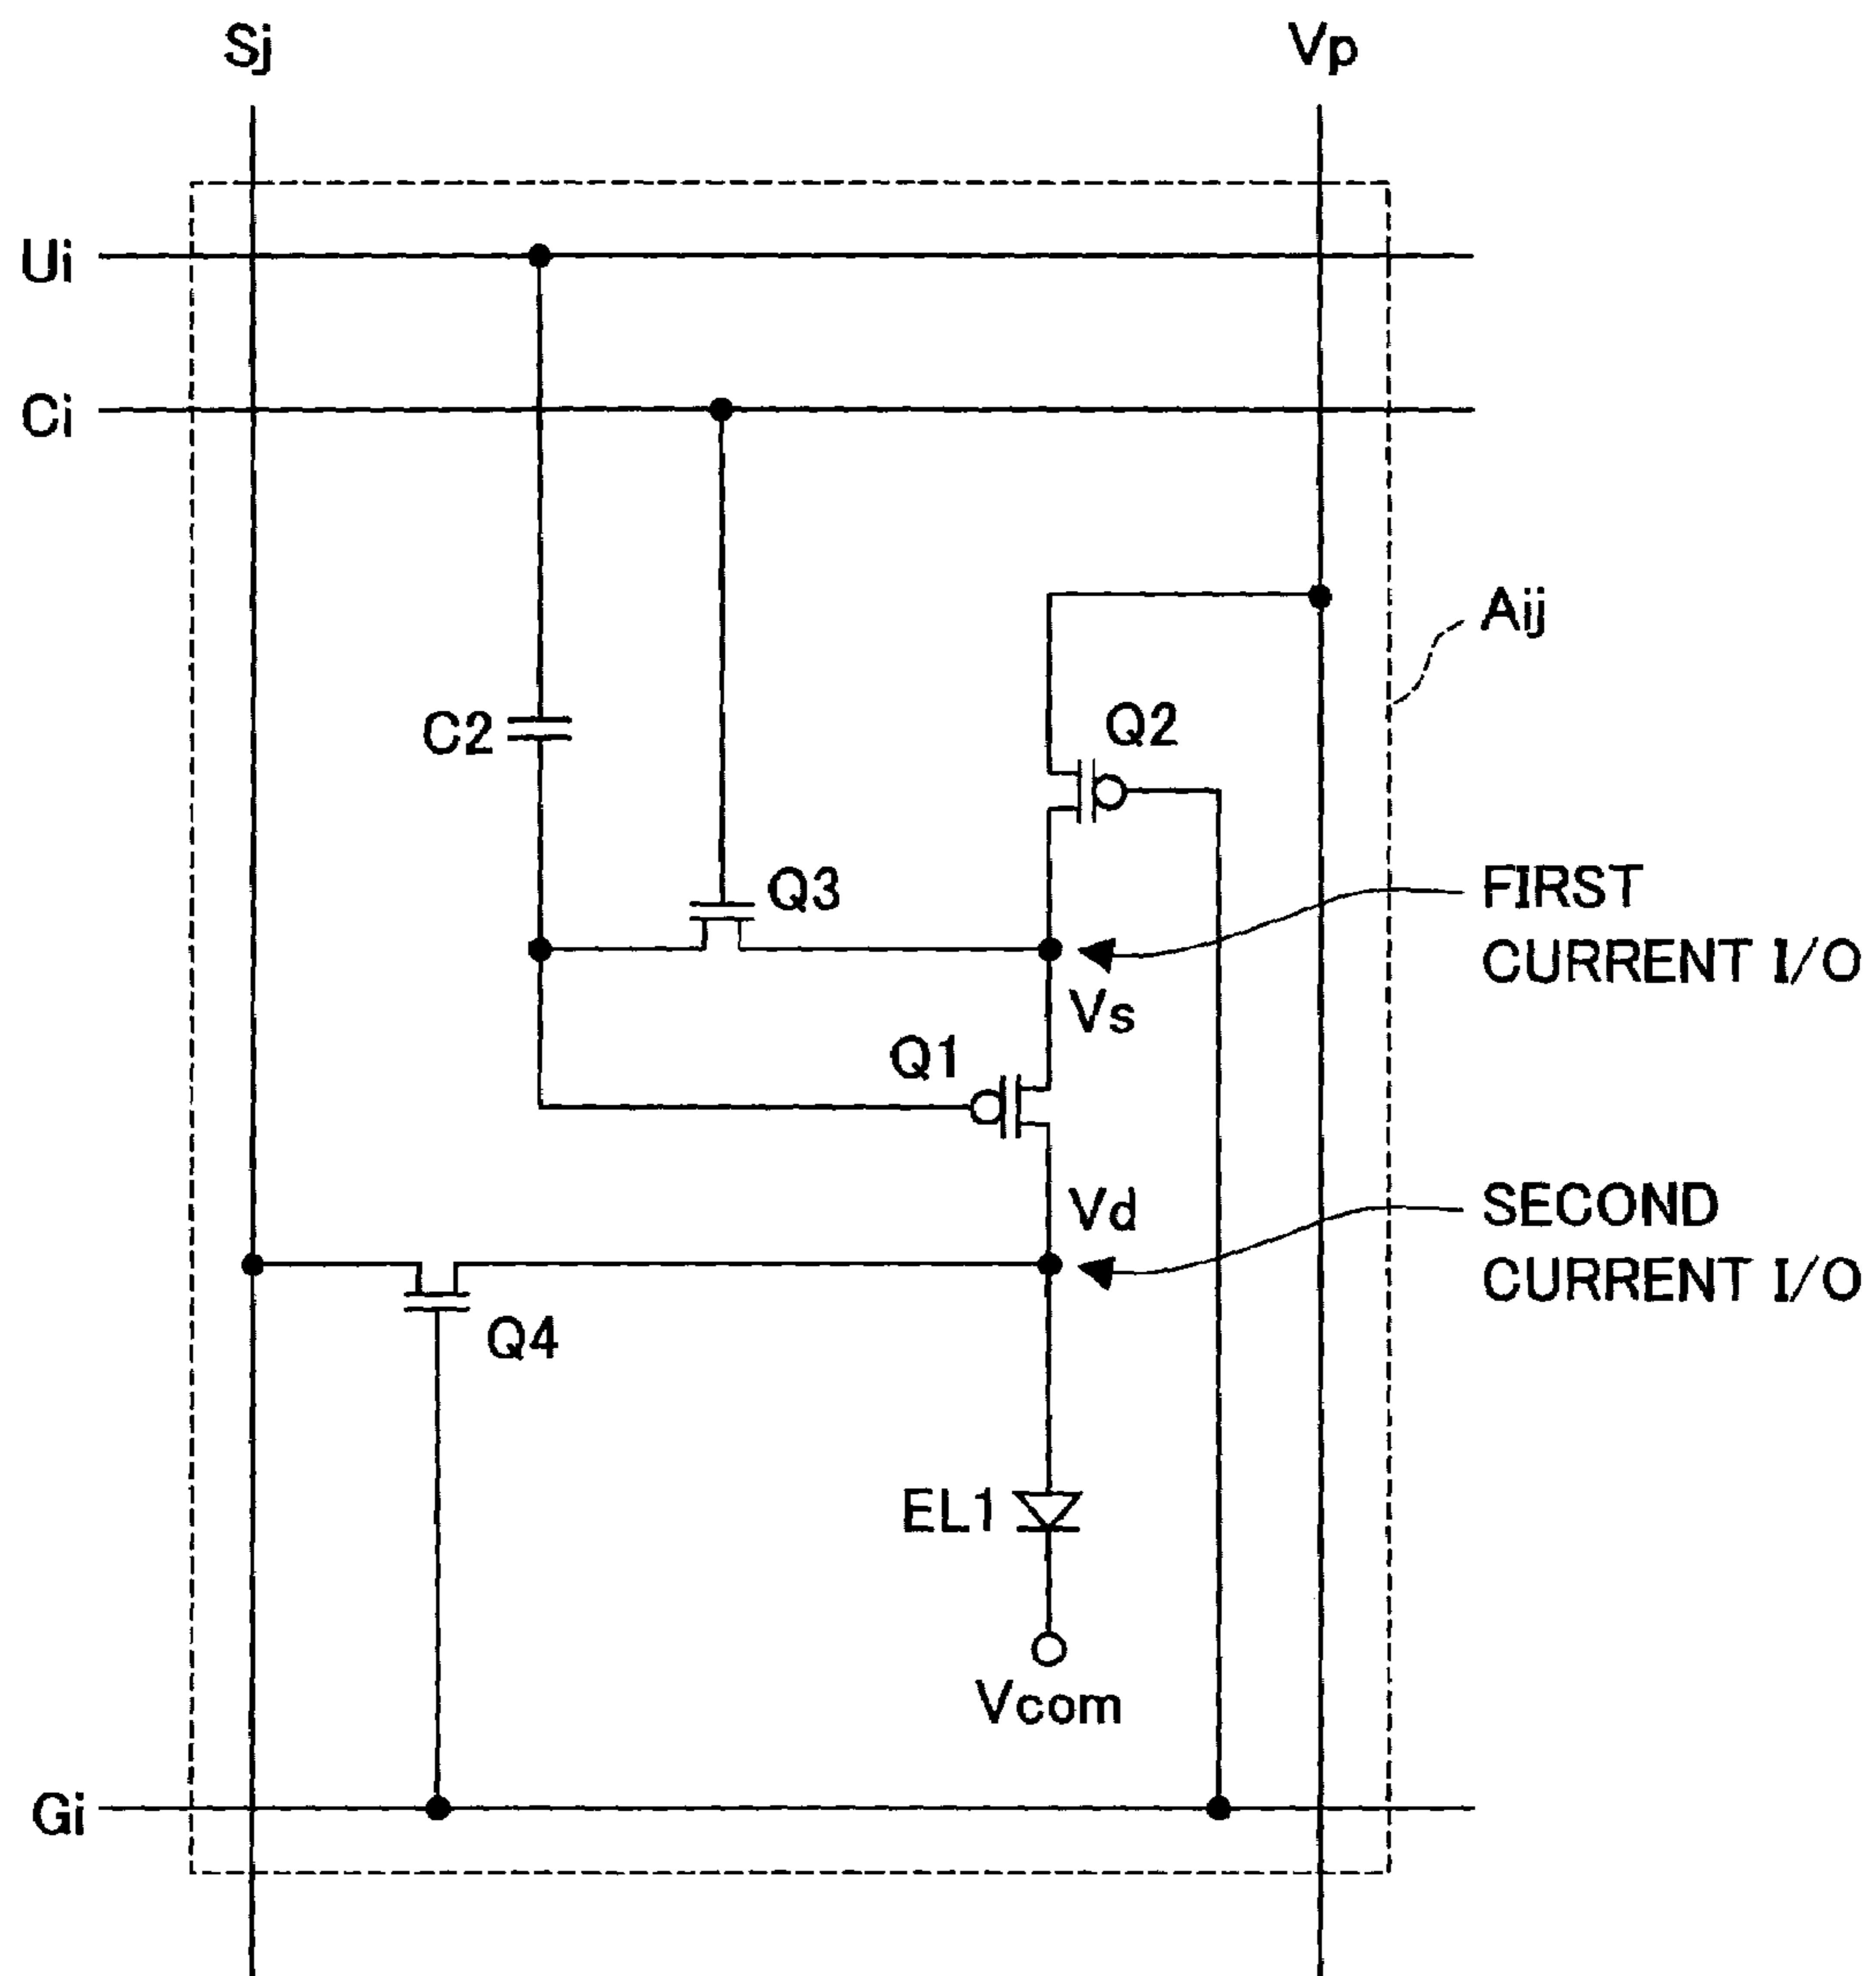 Sj
Vp
Ui
Ci
Aij
C2
Q2
Q3
FIRST
CURRENT I/O
Vs
Q1
Vd
SECOND
CURRENT I/O
Q4
EL1
Vcom
Gi